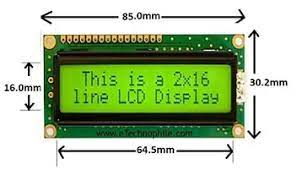 85.0mm
This is a 2x16
line LCD Display
16.0mm
30.2mm
www.eTechnophile.com
64.5mm